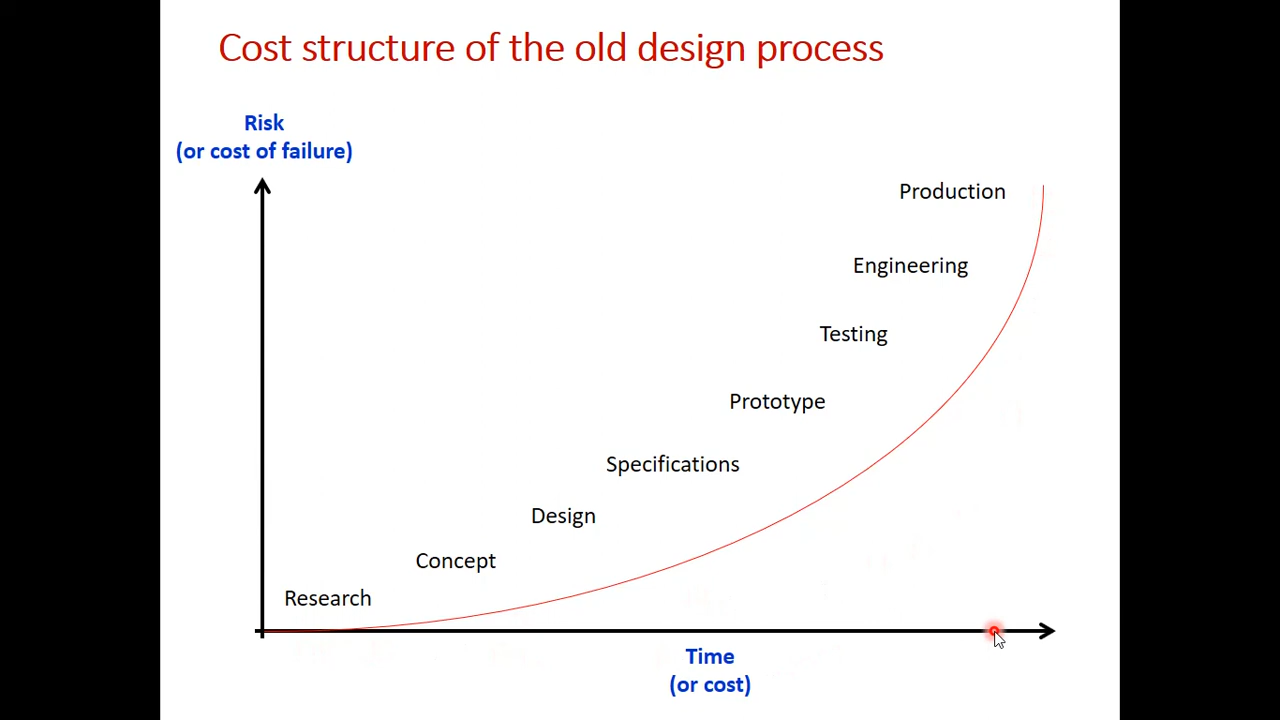 Cost structure of the old design process
Risk
(or cost of failure)
Production
Engineering
Testing
Prototype
Specifications
Design
Concept
Research
Time
(or cost)